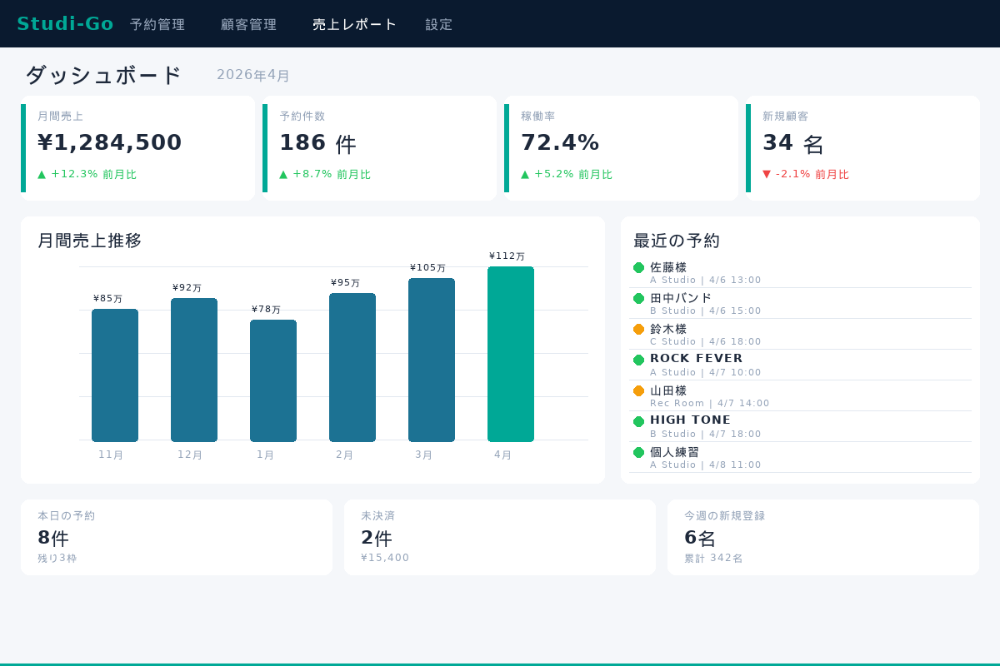 Studi-Go 予約管理 顧客管理 売上レポート 設定
ダッシュボード 2026年4月
月間売上
¥1,284,500
▲ +12.3% 前月比
予約件数
186 件
▲ +8.7% 前月比
稼働率
72.4%
▲ +5.2% 前月比
新規顧客
34 名
▼ -2.1% 前月比
月間売上推移
¥85万
¥92万
¥78万
¥95万
¥105万
¥112万
11月 12月 1月 2月 3月 4月
最近の予約
佐藤様
A Studio | 4/6 13:00
田中バンド
B Studio | 4/6 15:00
鈴木様
C Studio | 4/6 18:00
ROCK FEVER
A Studio | 4/7 10:00
山田様
Rec Room | 4/7 14:00
HIGH TONE
B Studio | 4/7 18:00
個人練習
A Studio | 4/8 11:00
本日の予約
8件
残り3枠
未決済
2件
¥15,400
今週の新規登録
6名
累計 342名